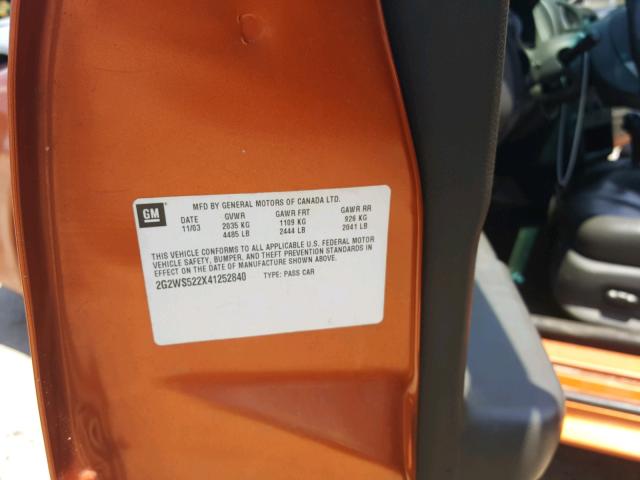 GM
MFD BY GENERAL MOTORS OF CANADA LTD.
DATE GVWR GAWR FRT GAWR RR
11/03 2035 KG 1109 KG 926 KG
4485 LB 2444 LB 2041 LB
THIS VEHICLE CONFORMS TO ALL APPLICABLE U.S. FEDERAL MOTOR
VEHICLE SAFETY, BUMPER, AND THEFT PREVENTION STANDARDS IN
EFFECT ON THE DATE OF MANUFACTURE SHOWN ABOVE.
2G2WS522X41252840 TYPE: PASS CAR